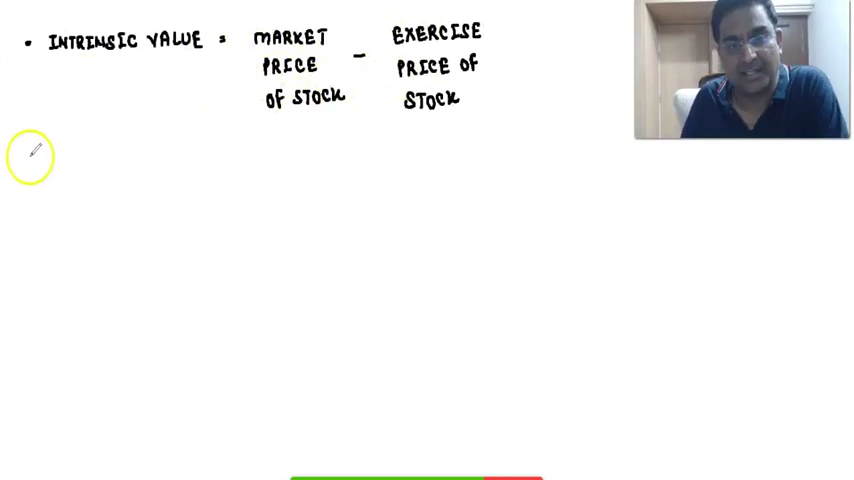 • INTRINSIC VALUE = MARKET PRICE OF STOCK - EXERCISE PRICE OF STOCK